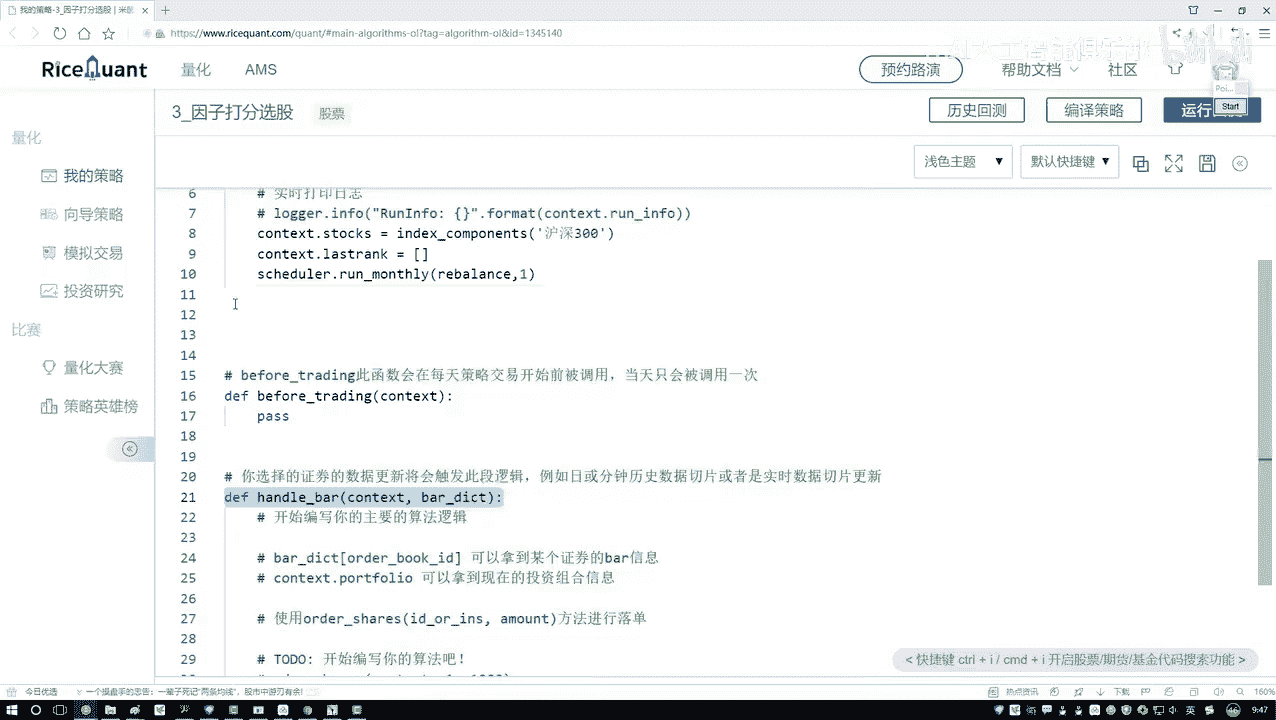 我的策略-3_因子打分选股 | 米
https://www.ricequant.com/quant/#main-algorithms-ol?tag=algorithm-ol&id=1345140
RiceQuant 量化 AMS 预约路演 帮助文档 社区
Poi...
Start
3_因子打分选股 股票 历史回测 编译策略 运行
量化
浅色主题 默认快捷键
我的策略
向导策略
模拟交易
投资研究
比赛
量化大赛
策略英雄榜
6 # 实时打印日志
7 # logger.info("RunInfo: {}".format(context.run_info))
8 context.stocks = index_components('沪深300')
9 context.lastrank = []
10 scheduler.run_monthly(rebalance,1)
11
12
13
14
15 # before_trading此函数会在每天策略交易开始前被调用，当天只会被调用一次
16 def before_trading(context):
17 pass
18
19
20 # 你选择的证券的数据更新将会触发此段逻辑，例如日或分钟历史数据切片或者是实时数据切片更新
21 def handle_bar(context, bar_dict):
22 # 开始编写你的主要的算法逻辑
23
24 # bar_dict[order_book_id] 可以拿到某个证券的bar信息
25 # context.portfolio 可以拿到现在的投资组合信息
26
27 # 使用order_shares(id_or_ins, amount)方法进行落单
28
29 # TODO: 开始编写你的算法吧！
<快捷键 ctrl + i / cmd + i 开启股票/期货/基金代码搜索功能 >
今日优选 一个操盘手的忠告：一辈子死记"两条均线"，股市中游刃有余! 热点资讯 下载 160%
英 9:47